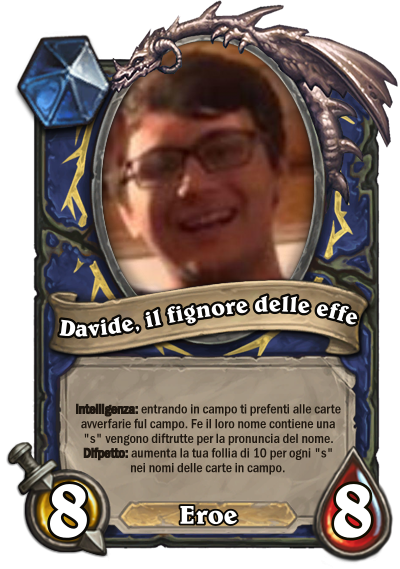 Davide, il fignore delle effe
Intelligenza: entrando in campo ti prefenti alle carte
avverfarie ful campo. Fe il loro nome contiene una
"s" vengono diftrutte per la pronuncia del nome.
Difpetto: aumenta la tua follia di 10 per ogni "s"
nei nomi delle carte in campo.
8
Eroe
8